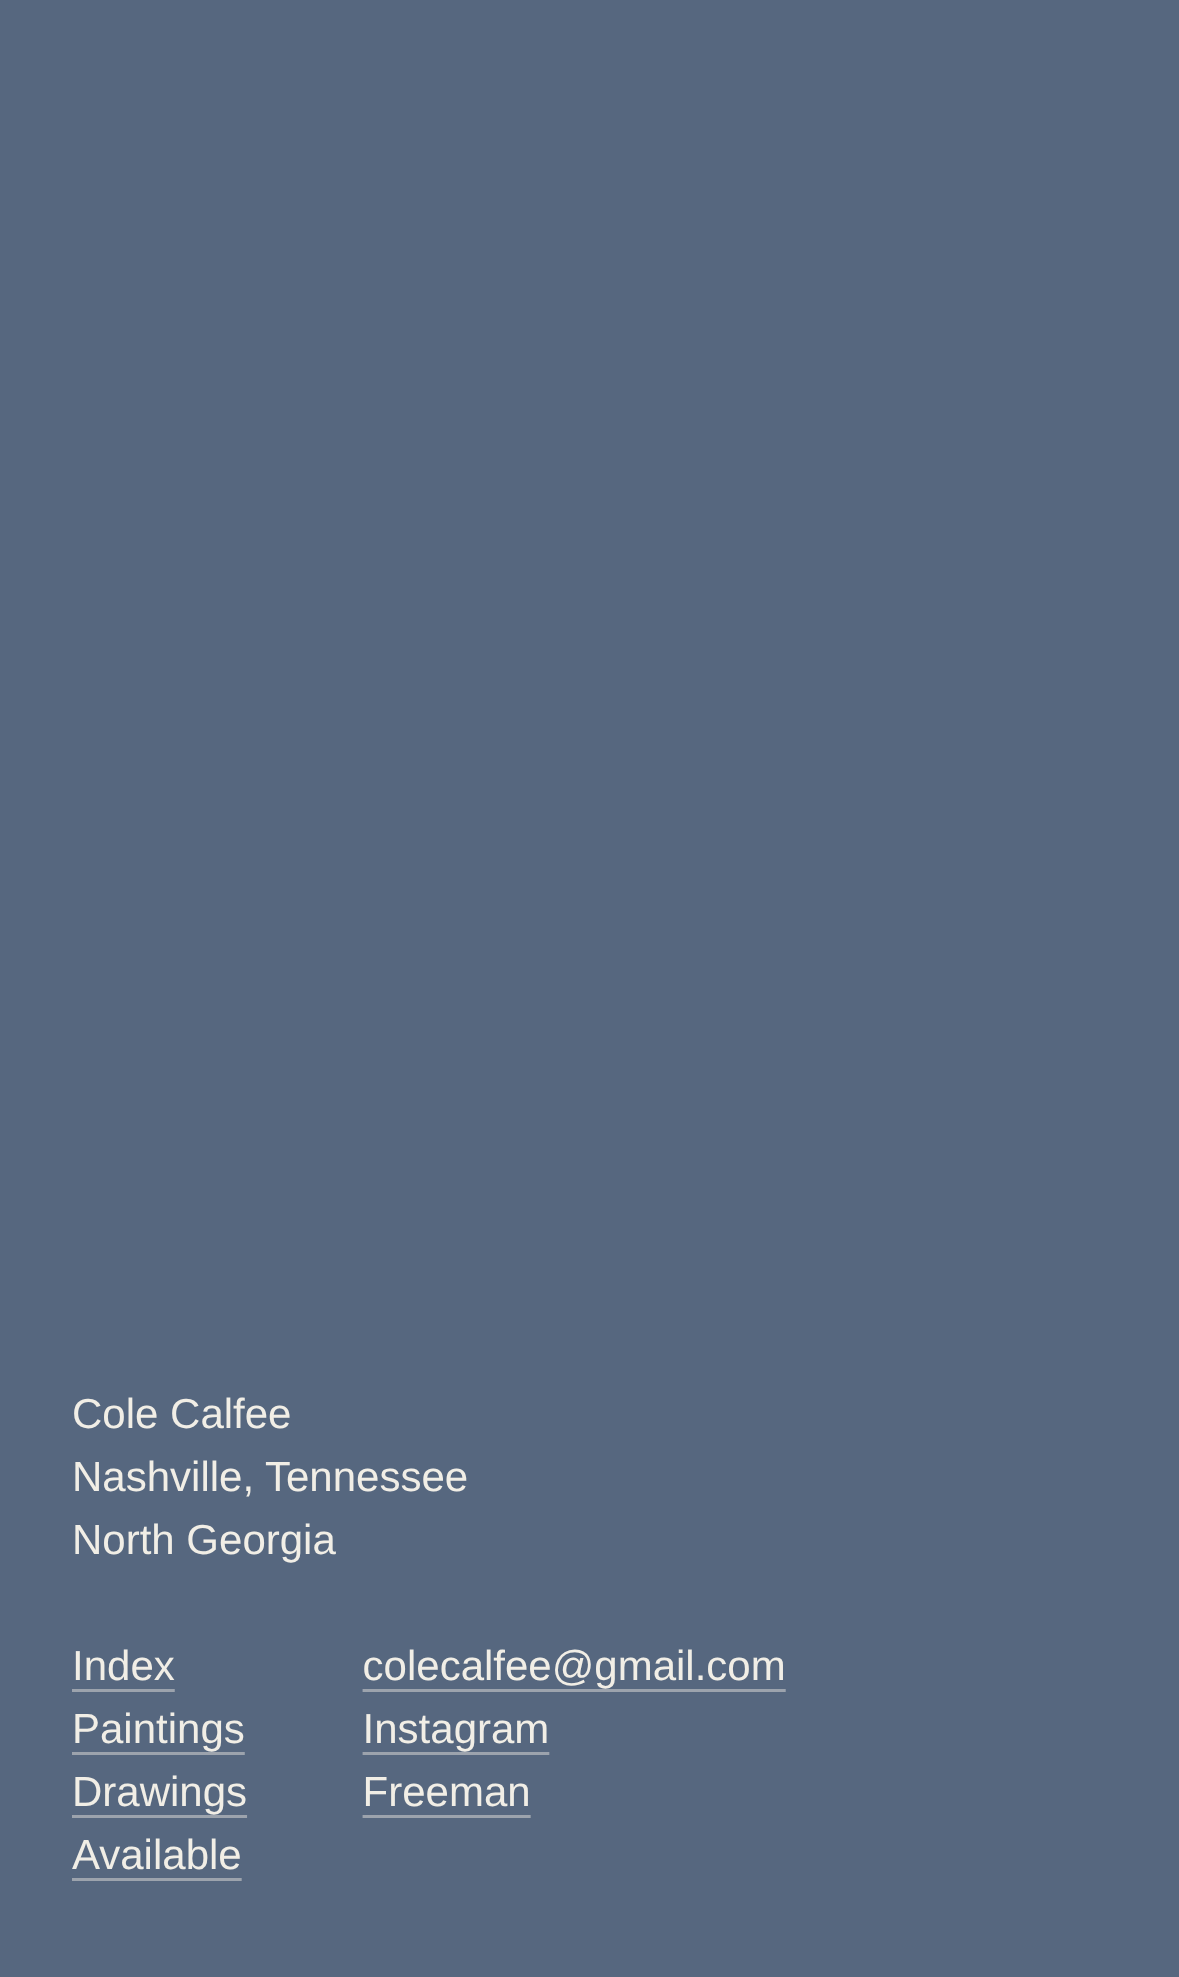 Cole Calfee
Nashville, Tennessee
North Georgia
Index
Paintings
Drawings
Available
colecalfee@gmail.com
Instagram
Freeman